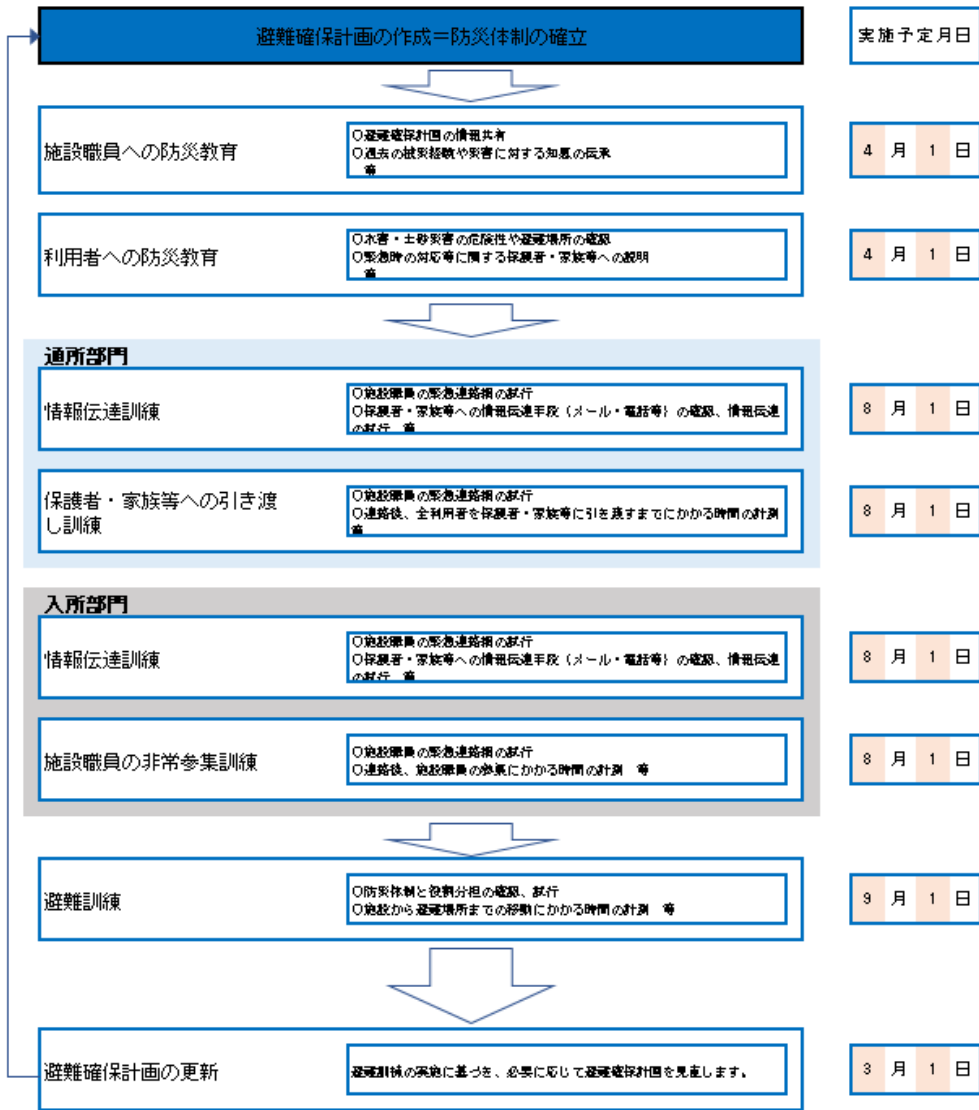 避難確保計画の作成＝防災体制の確立
実施予定月日
施設職員への防災教育
○避難確保計画の情報共有
○過去の被災経験や災害に対する知恵の伝承
等
4 月 1 日
利用者への防災教育
○水害・土砂災害の危険性や避難場所の確認
○緊急時の対応等に関する保護者・家族等への説明
等
4 月 1 日
通所部門
情報伝達訓練
○施設職員の緊急連絡網の試行
○保護者・家族等への情報伝達手段（メール・電話等）の確認、情報伝達
の試行　等
8 月 1 日
保護者・家族等への引き渡
し訓練
○施設職員の緊急連絡網の試行
○連絡後、全利用者を保護者・家族等に引き渡すまでにかかる時間の計測
等
8 月 1 日
入所部門
情報伝達訓練
○施設職員の緊急連絡網の試行
○保護者・家族等への情報伝達手段（メール・電話等）の確認、情報伝達
の試行　等
8 月 1 日
施設職員の非常参集訓練
○施設職員の緊急連絡網の試行
○連絡後、施設職員の参集にかかる時間の計測　等
8 月 1 日
避難訓練
○防災体制と役割分担の確認、試行
○施設から避難場所までの移動にかかる時間の計測　等
9 月 1 日
避難確保計画の更新
避難訓練の実施に基づき、必要に応じて避難確保計画を見直します。
3 月 1 日